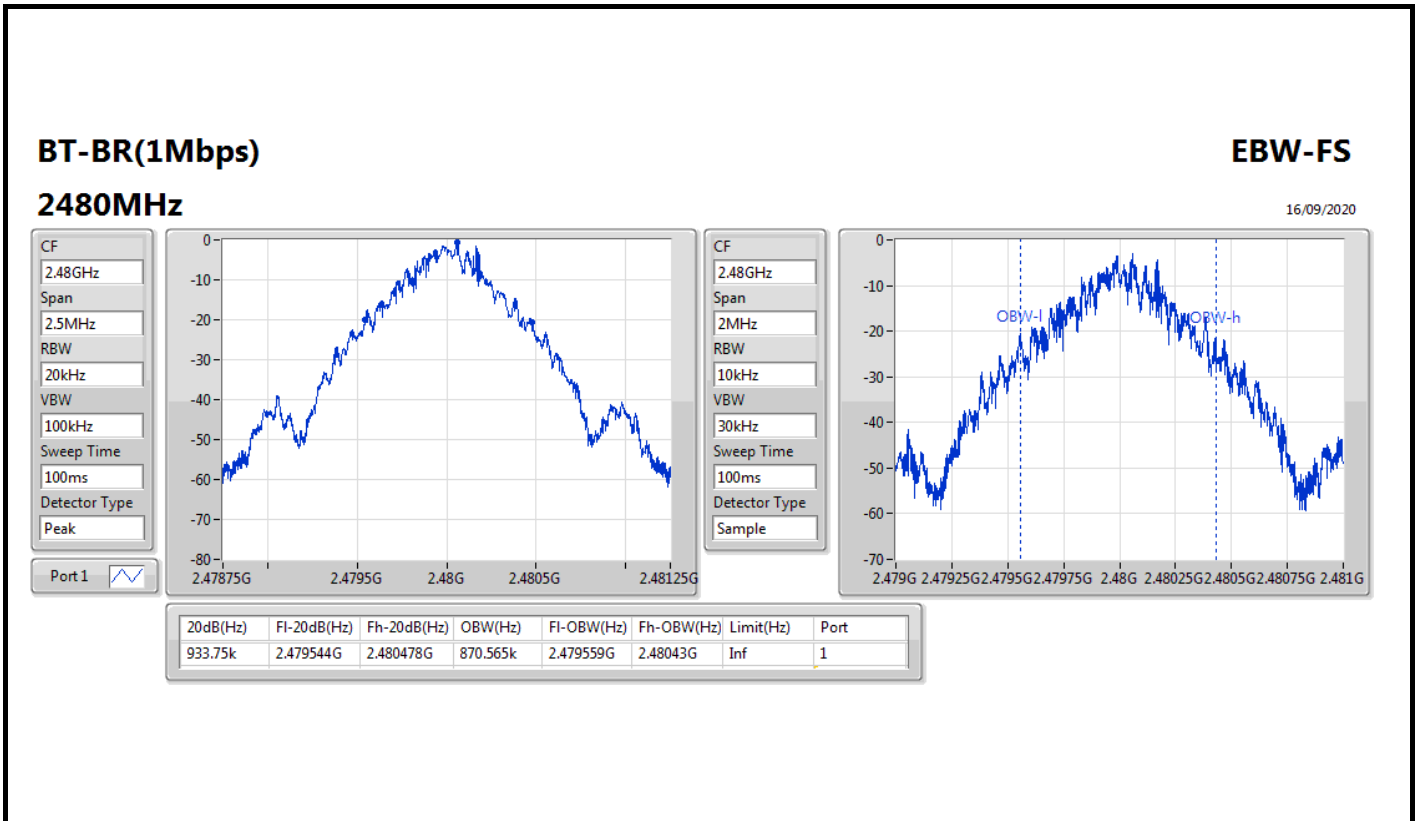 BT-BR(1Mbps)
EBW-FS
2480MHz
16/09/2020
CF
2.48GHz
Span
2.5MHz
RBW
20kHz
VBW
100kHz
Sweep Time
100ms
Detector Type
Peak
Port 1
0
-10
-20
-30
-40
-50
-60
-70
-80
2.47875G 2.4795G 2.48G 2.4805G 2.48125G
CF
2.48GHz
Span
2MHz
RBW
10kHz
VBW
30kHz
Sweep Time
100ms
Detector Type
Sample
0
-10
-20
-30
-40
-50
-60
-70
OBW-l OBW-h
2.479G 2.47925G 2.4795G 2.47975G 2.48G 2.48025G 2.4805G 2.48075G 2.481G
20dB(Hz) Fl-20dB(Hz) Fh-20dB(Hz) OBW(Hz) Fl-OBW(Hz) Fh-OBW(Hz) Limit(Hz) Port
933.75k 2.479544G 2.480478G 870.565k 2.479559G 2.48043G Inf 1